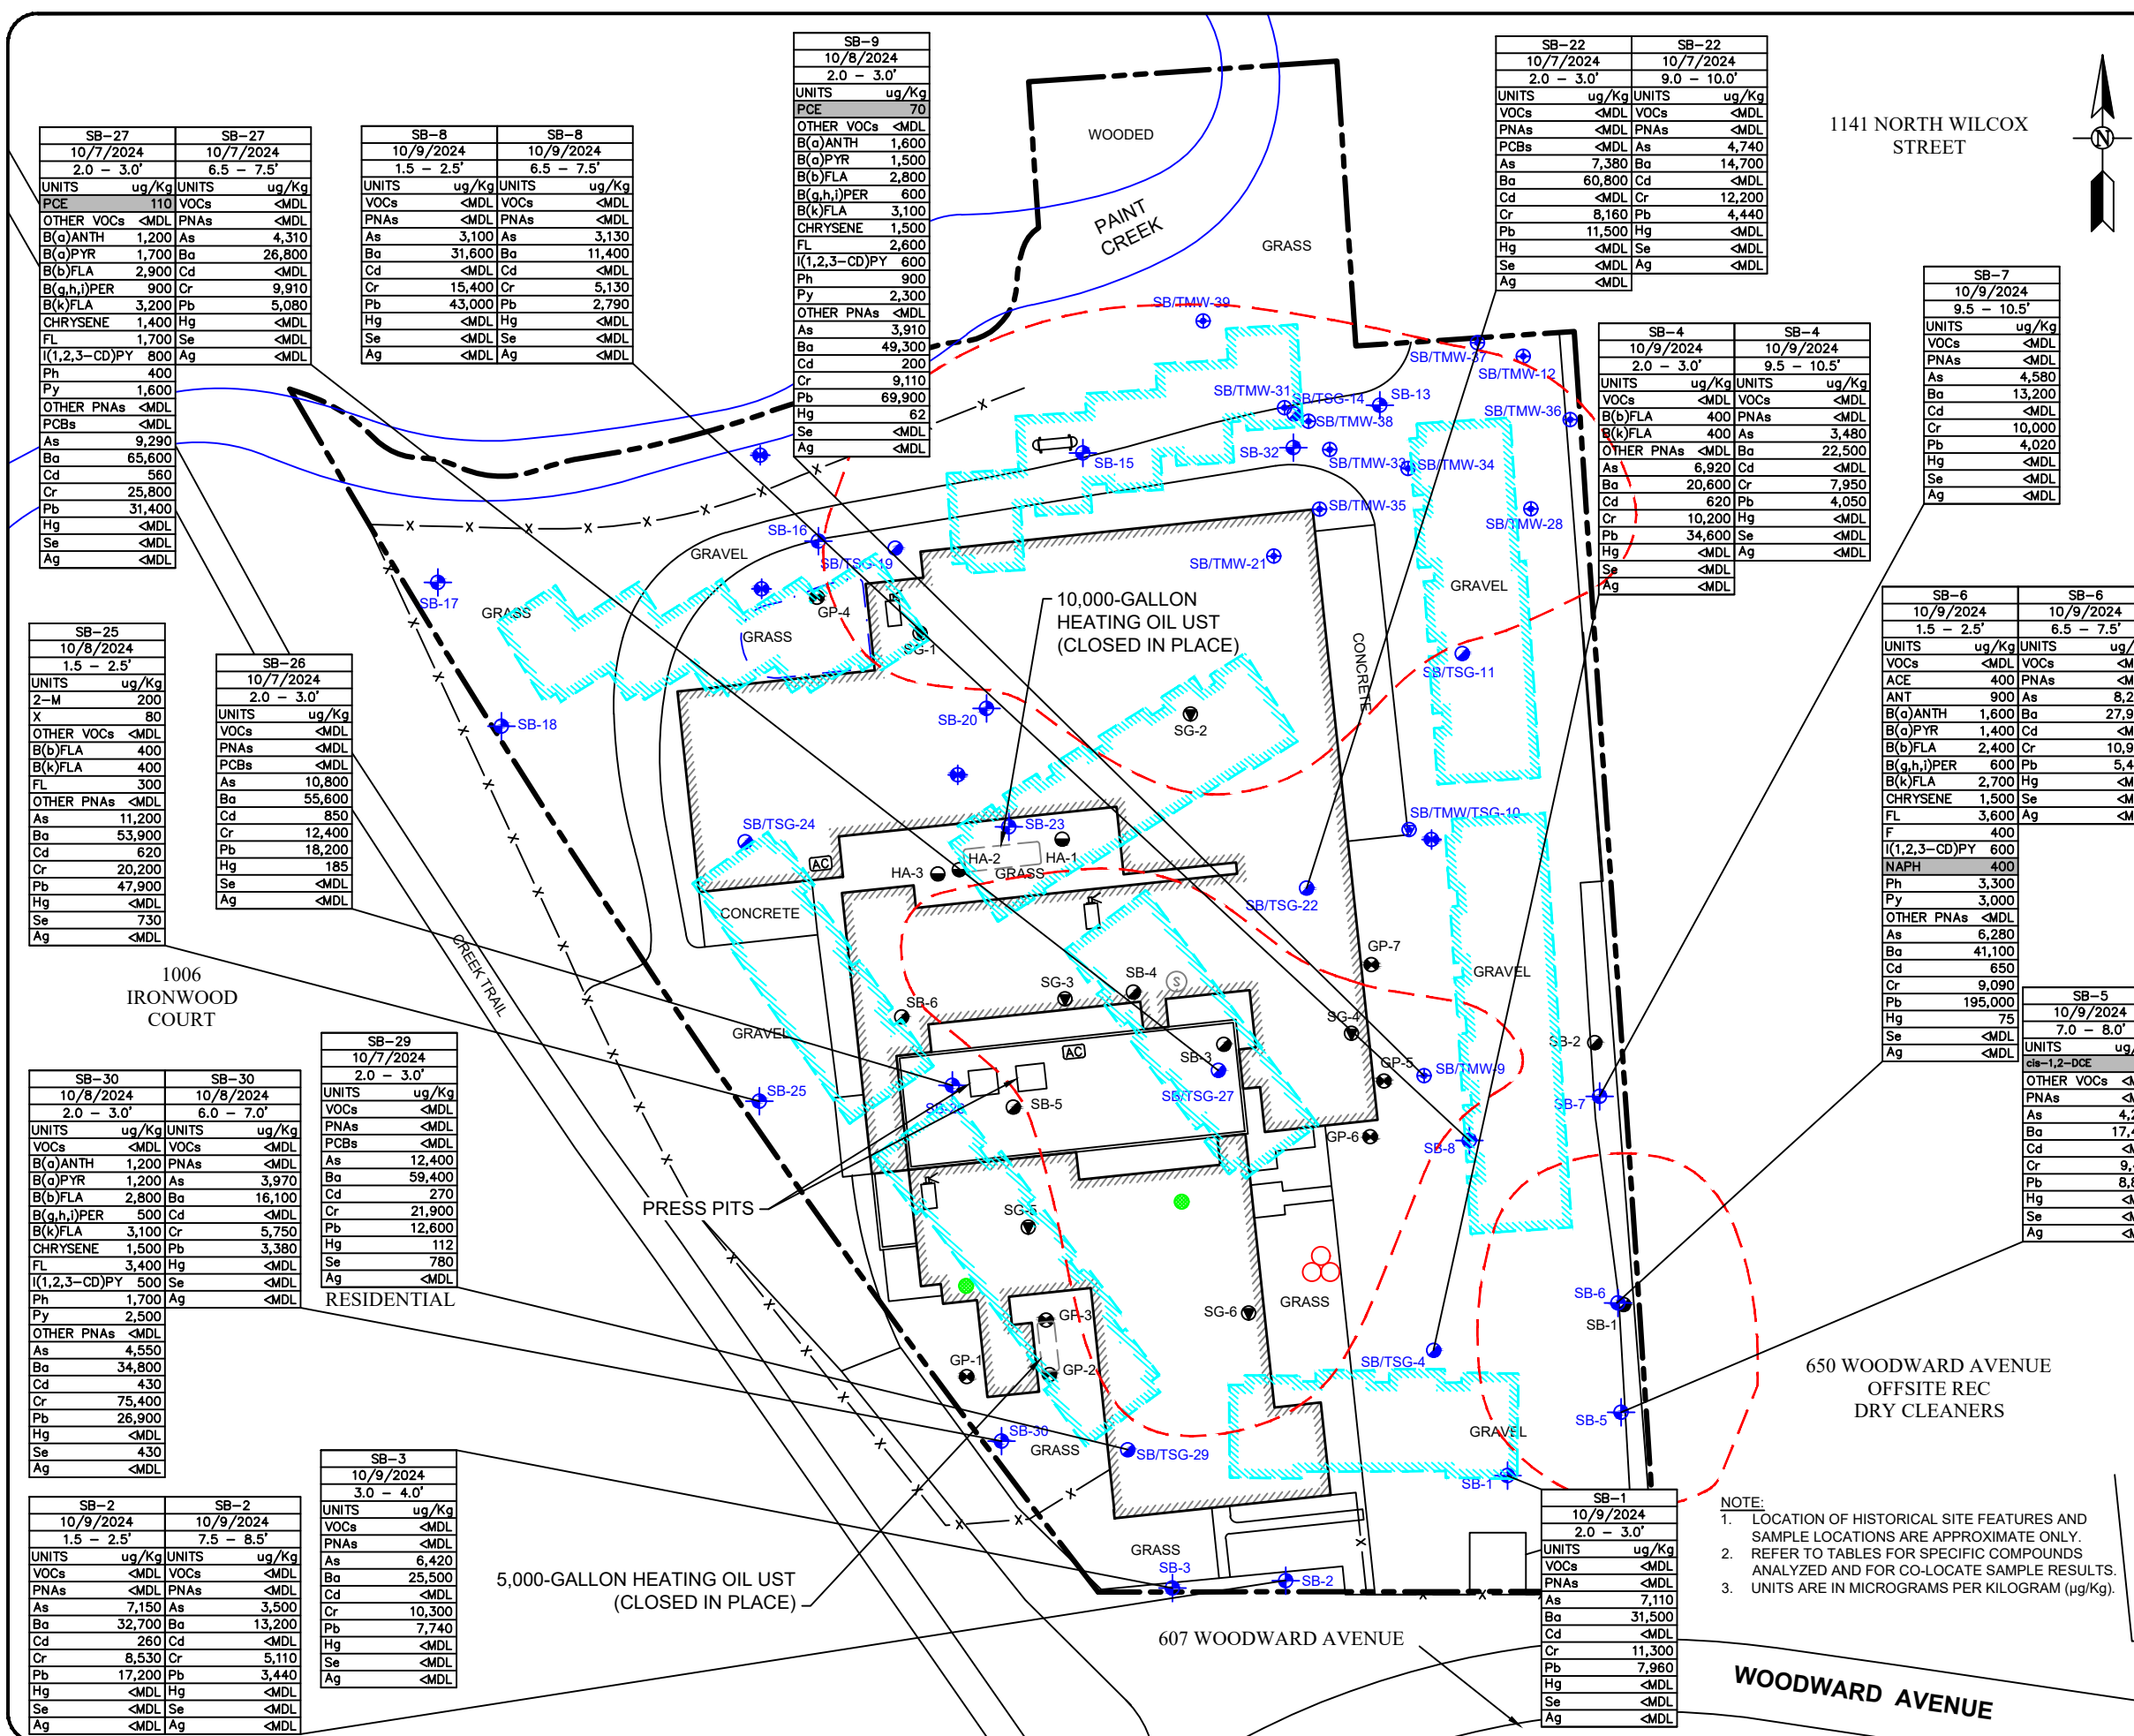 SB-9
10/8/2024
2.0 - 3.0'
UNITS ug/Kg
PCE 70
OTHER VOCs <MDL
B(a)ANTH 1,600
B(a)PYR 1,500
B(b)FLA 2,800
B(g,h,i)PER 600
B(k)FLA 3,100
CHRYSENE 1,500
FL 2,600
I(1,2,3-CD)PY 600
Ph 900
Py 2,300
OTHER PNAs <MDL
As 3,910
Ba 49,300
Cd 200
Cr 9,110
Pb 69,900
Hg 62
Se <MDL
Ag <MDL
SB-22 SB-22
10/7/2024 10/7/2024
2.0 - 3.0' 9.0 - 10.0'
UNITS ug/Kg UNITS ug/Kg
VOCs <MDL VOCs <MDL
PNAs <MDL PNAs <MDL
PCBs <MDL As 4,740
As 7,380 Ba 14,700
Ba 60,800 Cd <MDL
Cd <MDL Cr 12,200
Cr 8,160 Pb 4,440
Pb 11,500 Hg <MDL
Hg <MDL Se <MDL
Se <MDL Ag <MDL
Ag <MDL
1141 NORTH WILCOX
STREET
N
SB-27 SB-27
10/7/2024 10/7/2024
2.0 - 3.0' 6.5 - 7.5'
UNITS ug/Kg UNITS ug/Kg
PCE 110 VOCs <MDL
OTHER VOCs <MDL PNAs <MDL
B(a)ANTH 1,200 As 4,310
B(a)PYR 1,700 Ba 26,800
B(b)FLA 2,900 Cd <MDL
B(g,h,i)PER 900 Cr 9,910
B(k)FLA 3,200 Pb 5,080
CHRYSENE 1,400 Hg <MDL
FL 1,700 Se <MDL
I(1,2,3-CD)PY 800 Ag <MDL
Ph 400
Py 1,600
OTHER PNAs <MDL
PCBs <MDL
As 9,290
Ba 65,600
Cd 560
Cr 25,800
Pb 31,400
Hg <MDL
Se <MDL
Ag <MDL
SB-8 SB-8
10/9/2024 10/9/2024
1.5 - 2.5' 6.5 - 7.5'
UNITS ug/Kg UNITS ug/Kg
VOCs <MDL VOCs <MDL
PNAs <MDL PNAs <MDL
As 3,100 As 3,130
Ba 31,600 Ba 11,400
Cd <MDL Cd <MDL
Cr 15,400 Cr 5,130
Pb 43,000 Pb 2,790
Hg <MDL Hg <MDL
Se <MDL Se <MDL
Ag <MDL Ag <MDL
WOODED
PAINT
CREEK
GRASS
SB-7
10/9/2024
9.5 - 10.5'
UNITS ug/Kg
VOCs <MDL
PNAs <MDL
As 4,580
Ba 13,200
Cd <MDL
Cr 10,000
Pb 4,020
Hg <MDL
Se <MDL
Ag <MDL
SB-4 SB-4
10/9/2024 10/9/2024
2.0 - 3.0' 9.5 - 10.5'
UNITS ug/Kg UNITS ug/Kg
VOCs <MDL VOCs <MDL
B(b)FLA 400 PNAs <MDL
B(k)FLA 400 As 3,480
OTHER PNAs <MDL Ba 22,500
As 6,920 Cd <MDL
Ba 20,600 Cr 7,950
Cd 620 Pb 4,050
Cr 10,200 Hg <MDL
Pb 34,600 Se <MDL
Hg <MDL Ag <MDL
Se <MDL
Ag <MDL
SB/TMW-39
SB/TMW-37
SB/TMW-12
SB/TMW-31
SB/TSG-14
SB-13
SB/TMW-38
SB/TMW-36
SB-15
SB-32
SB/TMW-33
SB/TMW-34
SB/TMW-35
SB/TMW-28
SB-16
GRAVEL
SB/TSG-19
SB/TMW-21
GRAVEL
SB-17
GRASS
GP-4
GRASS
SG-1
10,000-GALLON
HEATING OIL UST
(CLOSED IN PLACE)
CONCRETE
SB/TSG-11
SB-6 SB-6
10/9/2024 10/9/2024
1.5 - 2.5' 6.5 - 7.5'
UNITS ug/Kg UNITS
VOCs <MDL VOCs
ACE 400 PNAs
ANT 900 As
B(a)ANTH 1,600 Ba
B(a)PYR 1,400 Cd
B(b)FLA 2,400 Cr
B(g,h,i)PER 600 Pb
B(k)FLA 2,700 Hg
CHRYSENE 1,500 Se
FL 3,600 Ag
F 400
I(1,2,3-CD)PY 600
NAPH 400
Ph 3,300
Py 3,000
OTHER PNAs <MDL
As 6,280
Ba 41,100
Cd 650
Cr 9,090
Pb 195,000
Hg 75
Se <MDL
Ag <MDL
SB-25
10/8/2024
1.5 - 2.5'
UNITS ug/Kg
2-M 200
X 80
OTHER VOCs <MDL
B(b)FLA 400
B(k)FLA 400
FL 300
OTHER PNAs <MDL
As 11,200
Ba 53,900
Cd 620
Cr 20,200
Pb 47,900
Hg <MDL
Se 730
Ag <MDL
SB-26
10/7/2024
2.0 - 3.0'
UNITS ug/Kg
VOCs <MDL
PNAs <MDL
PCBs <MDL
As 10,800
Ba 55,600
Cd 850
Cr 12,400
Pb 18,200
Hg 185
Se <MDL
Ag <MDL
SB-18
SB-20
SG-2
SB/TSG-24
SB-23
SB/TMW/TSG-10
AC
HA-3
HA-2
HA-1
GRASS
SB/TSG-22
CONCRETE
CREEK TRAIL
GP-7
GRAVEL
1006
IRONWOOD
COURT
SG-3
SB-4
S
SB-6
GRAVEL
SG-4
AC
SB-3
SB-2
GP-5
SB/TMW-9
SB-25
SB-5
SB/TSG-27
SB-7
GP-6
SB-8
SB-5
10/9/2024
7.0 - 8.0'
UNITS
cis-1,2-DCE
OTHER VOCs
PNAs
As
Ba
Cd
Cr
Pb
Hg
Se
Ag
SB-29
10/7/2024
2.0 - 3.0'
UNITS ug/Kg
VOCs <MDL
PNAs <MDL
PCBs <MDL
As 12,400
Ba 59,400
Cd 270
Cr 21,900
Pb 12,600
Hg 112
Se 780
Ag <MDL
RESIDENTIAL
SB-30 SB-30
10/8/2024 10/8/2024
2.0 - 3.0' 6.0 - 7.0'
UNITS ug/Kg UNITS ug/Kg
VOCs <MDL VOCs <MDL
B(a)ANTH 1,200 PNAs <MDL
B(a)PYR 1,200 As 3,970
B(b)FLA 2,800 Ba 16,100
B(g,h,i)PER 500 Cd <MDL
B(k)FLA 3,100 Cr 5,750
CHRYSENE 1,500 Pb 3,380
FL 3,400 Hg <MDL
I(1,2,3-CD)PY 500 Se <MDL
Ph 1,700 Ag <MDL
Py 2,500
OTHER PNAs <MDL
As 4,550
Ba 34,800
Cd 430
Cr 75,400
Pb 26,900
Hg <MDL
Se 430
Ag <MDL
PRESS PITS
SG-5
SG-6
GRASS
GP-3
GP-1
GP-2
SB-6
SB-1
SB/TSG-4
650 WOODWARD AVENUE
OFFSITE REC
DRY CLEANERS
SB-5
GRAVEL
SB-30
GRASS
SB/TSG-29
SB-1
SB-3
10/9/2024
3.0 - 4.0'
UNITS ug/Kg
VOCs <MDL
PNAs <MDL
As 6,420
Ba 25,500
Cd <MDL
Cr 10,300
Pb 7,740
Hg <MDL
Se <MDL
Ag <MDL
SB-2 SB-2
10/9/2024 10/9/2024
1.5 - 2.5' 7.5 - 8.5'
UNITS ug/Kg UNITS ug/Kg
VOCs <MDL VOCs <MDL
PNAs <MDL PNAs <MDL
As 7,150 As 3,500
Ba 32,700 Ba 13,200
Cd 260 Cd <MDL
Cr 8,530 Cr 5,110
Pb 17,200 Pb 3,440
Hg <MDL Hg <MDL
Se <MDL Se <MDL
Ag <MDL Ag <MDL
5,000-GALLON HEATING OIL UST
(CLOSED IN PLACE)
GRASS
SB-3
SB-2
607 WOODWARD AVENUE
SB-1
10/9/2024
2.0 - 3.0'
UNITS ug/Kg
VOCs <MDL
PNAs <MDL
As 7,110
Ba 31,500
Cd <MDL
Cr 11,300
Pb 7,960
Hg <MDL
Se <MDL
Ag <MDL
NOTE:
1. LOCATION OF HISTORICAL SITE FEATURES AND
SAMPLE LOCATIONS ARE APPROXIMATE ONLY.
2. REFER TO TABLES FOR SPECIFIC COMPOUNDS
ANALYZED AND FOR CO-LOCATE SAMPLE RESULTS.
3. UNITS ARE IN MICROGRAMS PER KILOGRAM (µg/Kg).
WOODWARD AVENUE